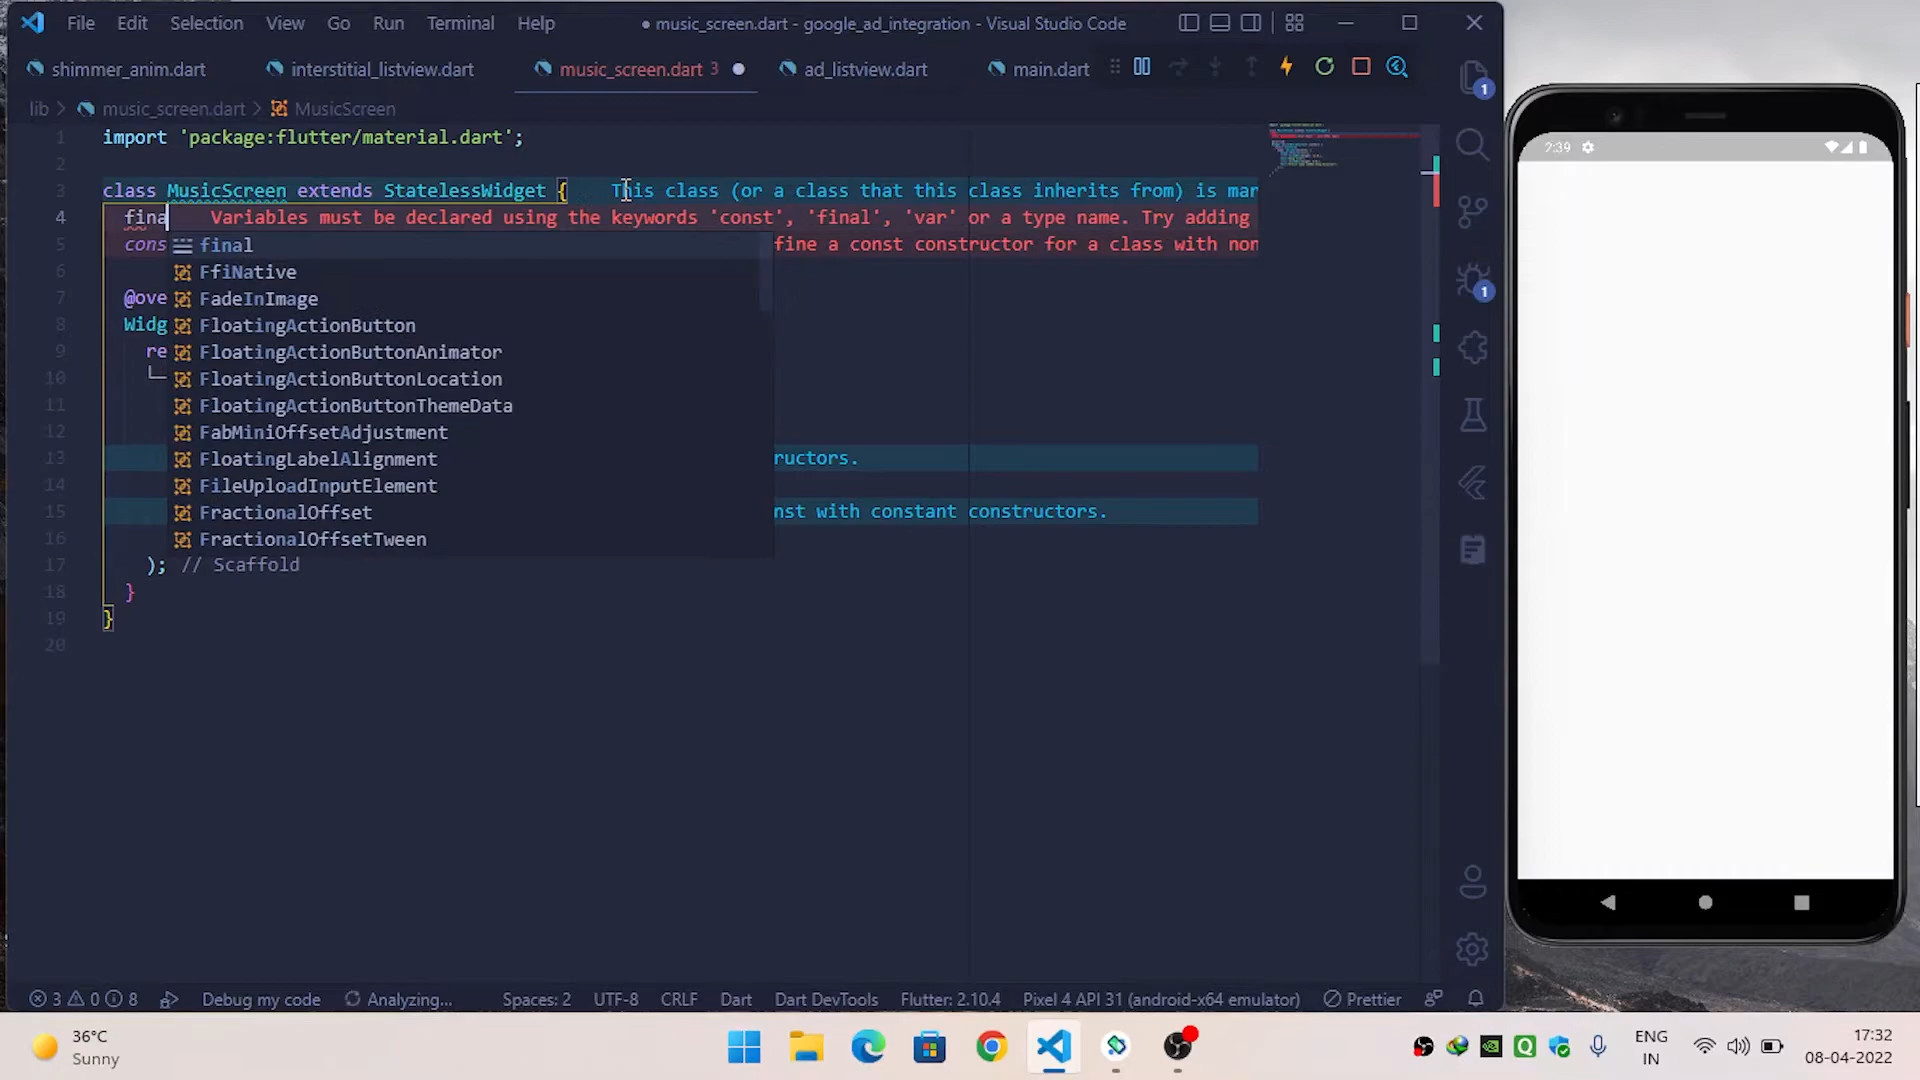 File Edit Selection View Go Run Terminal Help
● music_screen.dart - google_ad_integration - Visual Studio Code
shimmer_anim.dart interstitial_listview.dart music_screen.dart 3 ad_listview.dart main.dart
1
lib > music_screen.dart > MusicScreen
1 import 'package:flutter/material.dart';
2
3 class MusicScreen extends StatelessWidget { This class (or a class that this class inherits from) is mar
4 fina Variables must be declared using the keywords 'const', 'final', 'var' or a type name. Try adding
5 cons fine a const constructor for a class with non
final
6
FfiNative
7 @ove
FadeInImage
8 Widg
FloatingActionButton
9 re
FloatingActionButtonAnimator
10
FloatingActionButtonLocation
11
FloatingActionButtonThemeData
12
FabMiniOffsetAdjustment
13 ructors.
FloatingLabelAlignment
14
FileUploadInputElement
15 nst with constant constructors.
FractionalOffset
16
FractionalOffsetTween
17 ); // Scaffold
18 }
19 }
20
1
2:39
3 0 8 Debug my code Analyzing... Spaces: 2 UTF-8 CRLF Dart Dart DevTools Flutter: 2.10.4 Pixel 4 API 31 (android-x64 emulator) Prettier
36°C
Sunny
ENG
IN
17:32
08-04-2022